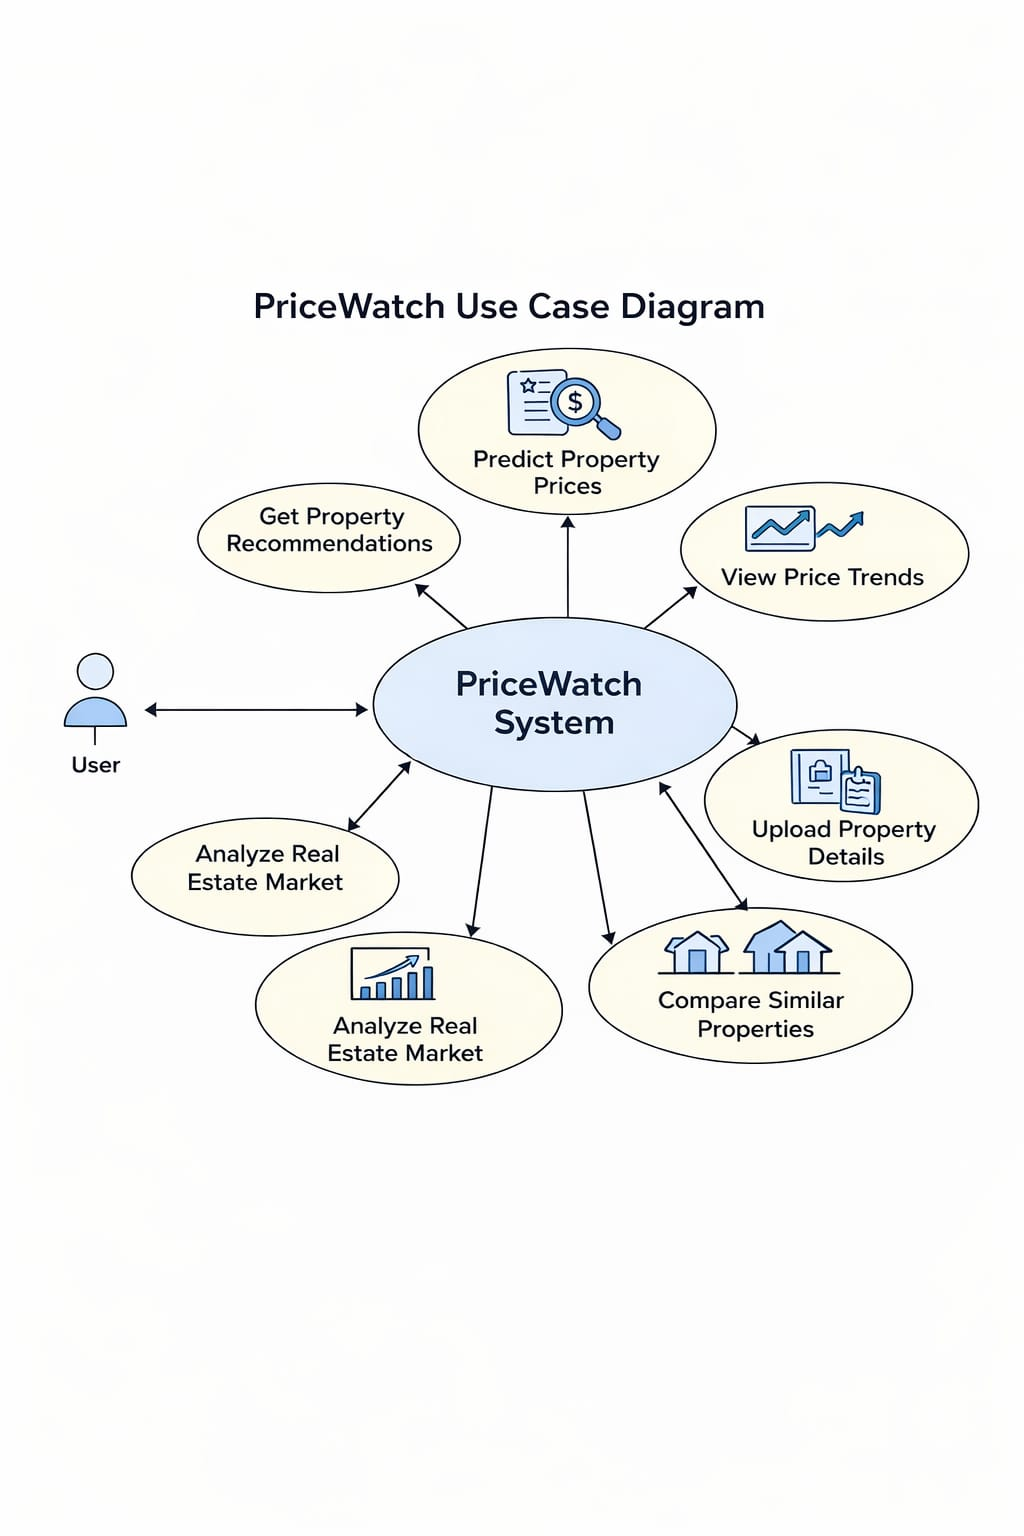 PriceWatch Use Case Diagram
$
Predict Property
Prices
Get Property
Recommendations
View Price Trends
PriceWatch
System
User
Upload Property
Details
Analyze Real
Estate Market
Compare Similar
Properties
Analyze Real
Estate Market